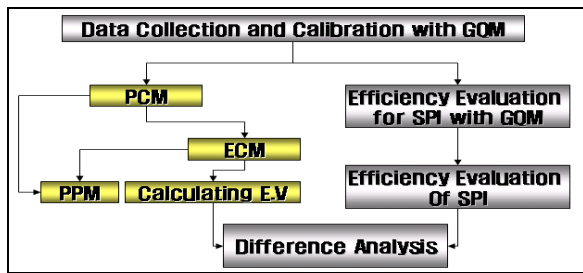 Data Collection and Calibration with GQM
PCM
Efficiency Evaluation
for SPI with GQM
ECM
PPM
Calculating E.V
Efficiency Evaluation
Of SPI
Difference Analysis